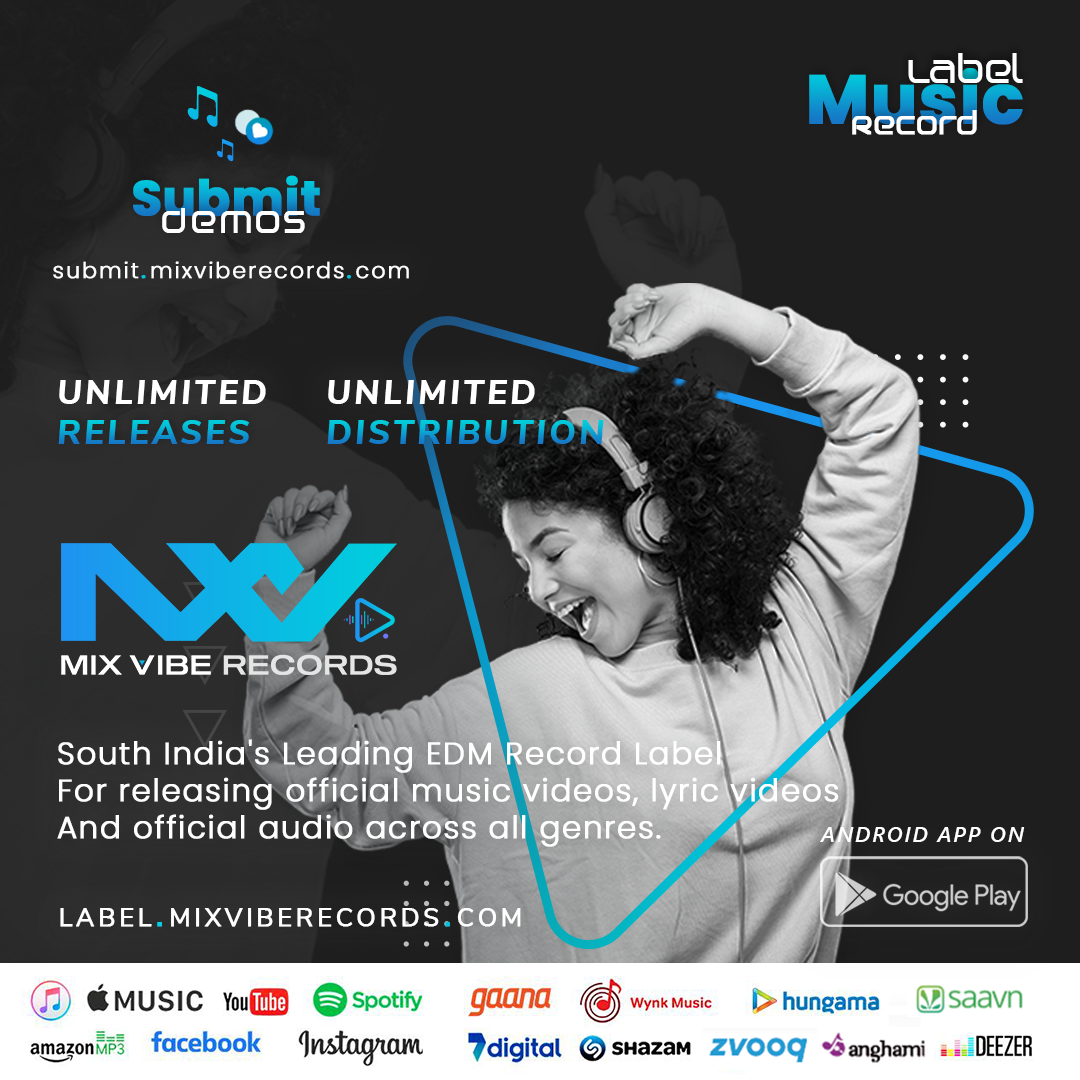 Label
Music
Record
Submit
demos
submit.mixviberecords.com
UNLIMITED
RELEASES
UNLIMITED
DISTRIBUTION
MIX VIBE RECORDS
South India's Leading EDM Record Label
For releasing official music videos, lyric videos
And official audio across all genres.
ANDROID APP ON
Google Play
LABEL.MIXVIBERECORDS.COM
MUSIC
YouTube
Spotify
gaana
Wynk Music
hungama
saavn
amazonMP3
facebook
Instagram
7digital
SHAZAM
zvooq
anghami
DEEZER